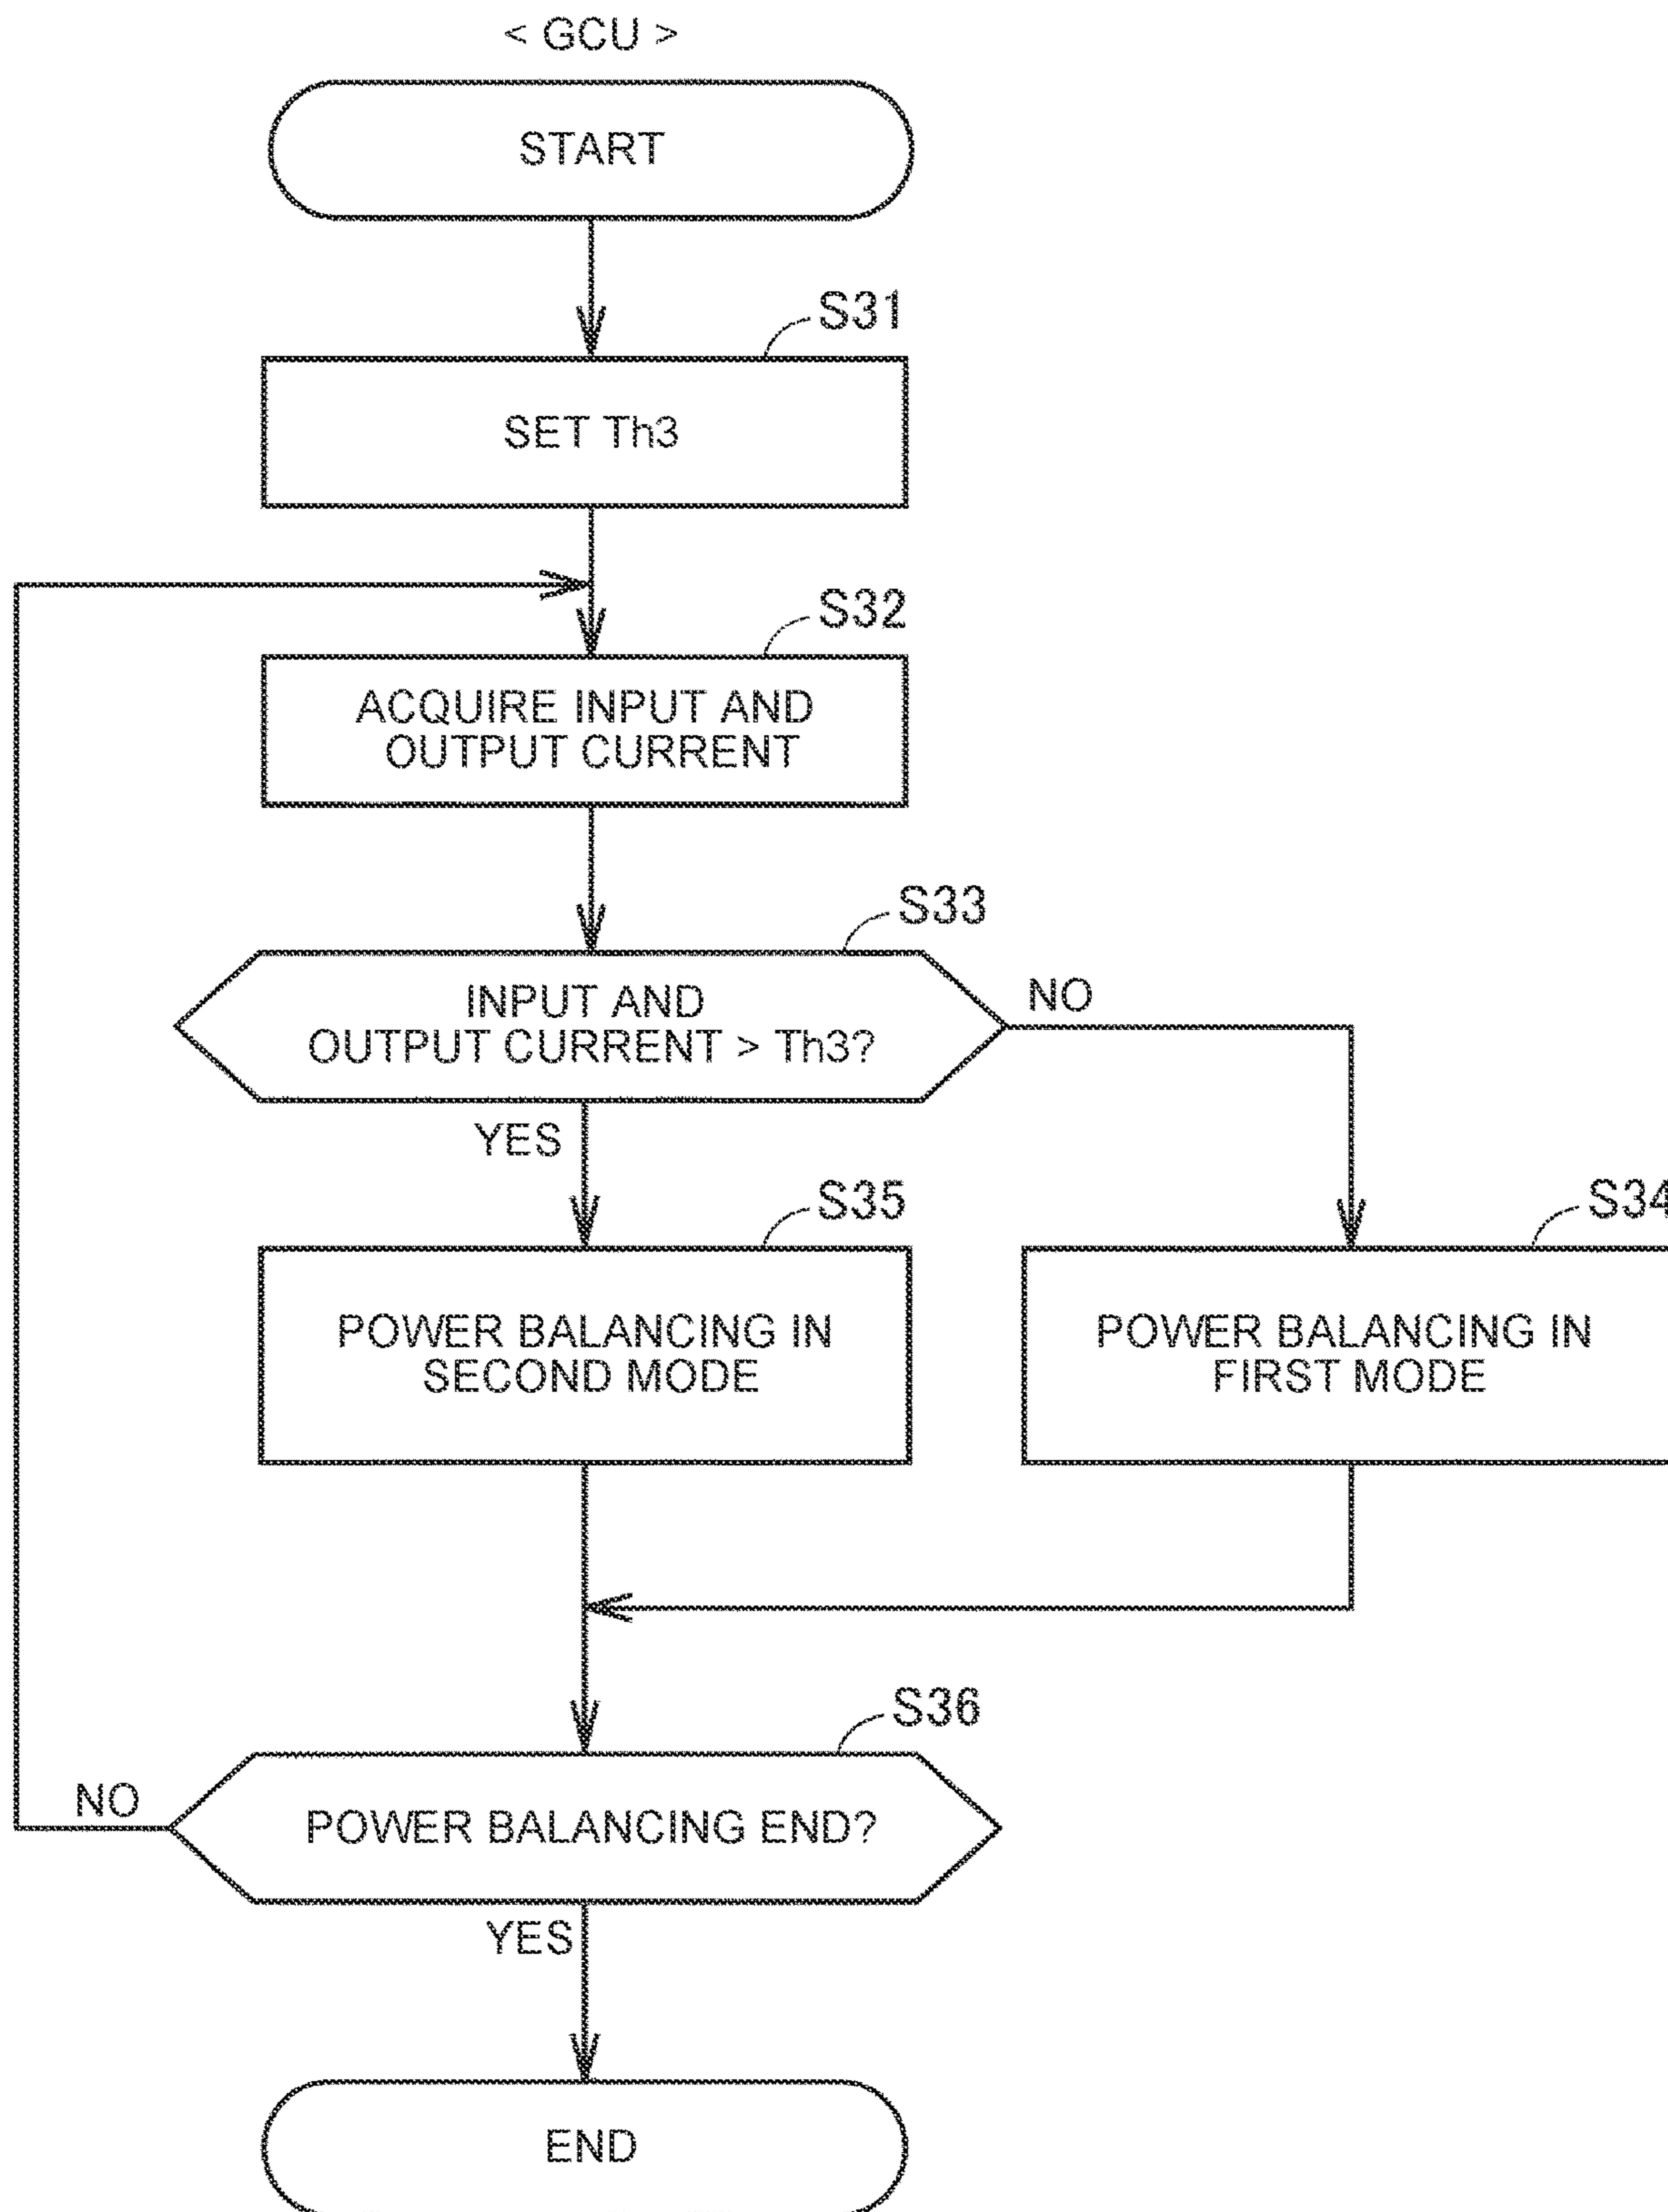 < GCU >
START
S31
SET Th3
S32
ACQUIRE INPUT AND
OUTPUT CURRENT
S33
INPUT AND
OUTPUT CURRENT > Th3?
NO
YES
S35
S34
POWER BALANCING IN
SECOND MODE
POWER BALANCING IN
FIRST MODE
S36
NO
POWER BALANCING END?
YES
END